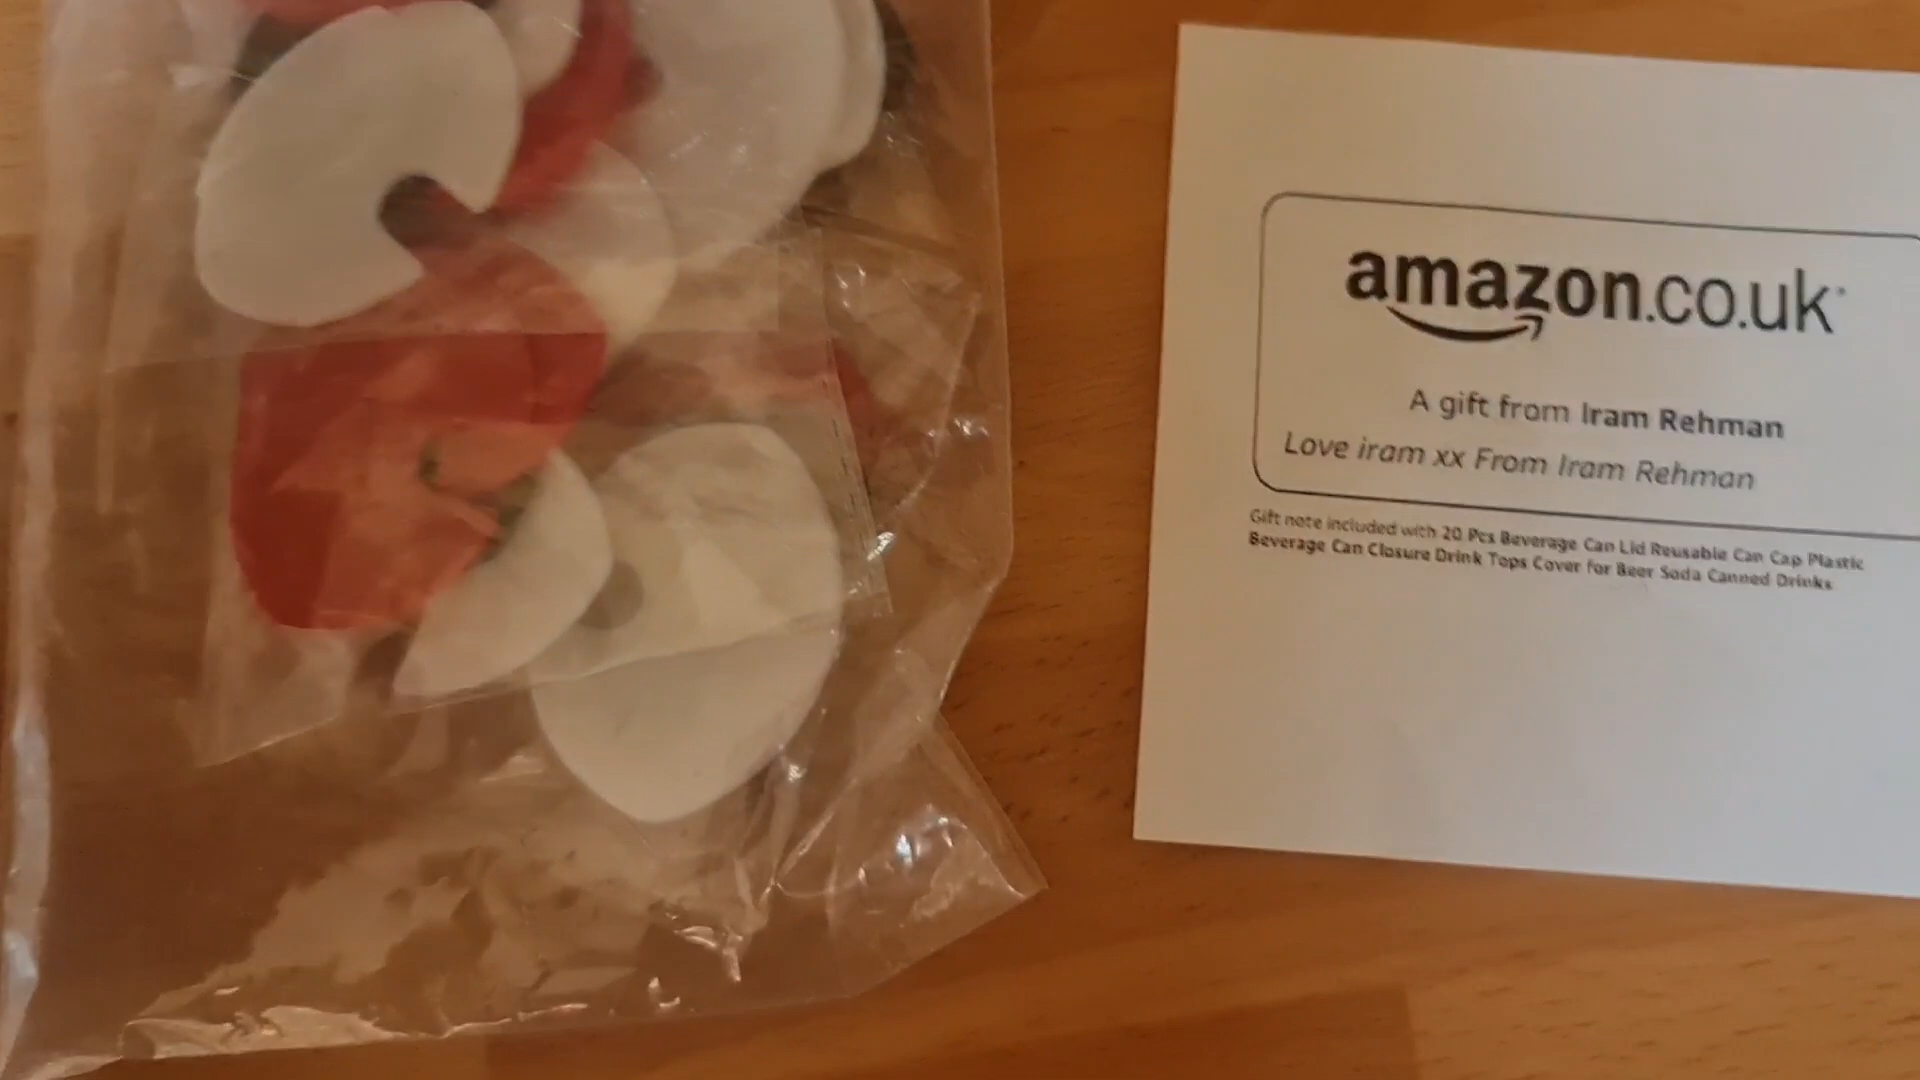 amazon.co.uk
A gift from Iram Rehman
Love iram xx From Iram Rehman
Gift note included with 20 Pcs Beverage Can Lid Reusable Can Cap Plastic
Beverage Can Closure Drink Tops Cover for Beer Soda Canned Drinks